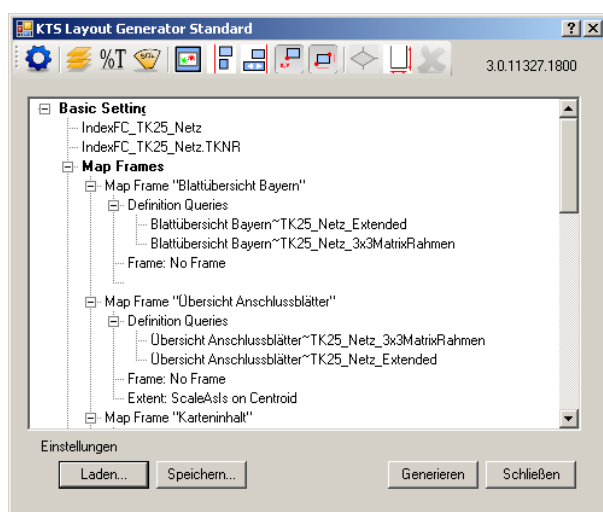 KTS Layout Generator Standard
%T
3.0.11327.1800
Basic Setting
IndexFC_TK25_Netz
IndexFC_TK25_Netz.TKNR
Map Frames
Map Frame "Blattübersicht Bayern"
Definition Queries
Blattübersicht Bayern~TK25_Netz_Extended
Blattübersicht Bayern~TK25_Netz_3x3MatrixRahmen
Frame: No Frame
Map Frame "Übersicht Anschlussblätter"
Definition Queries
Übersicht Anschlussblätter~TK25_Netz_3x3MatrixRahmen
Übersicht Anschlussblätter~TK25_Netz_Extended
Frame: No Frame
Extent: ScaleAsIs on Centroid
Map Frame "Karteninhalt"
Einstellungen
Laden... Speichern... Generieren Schließen